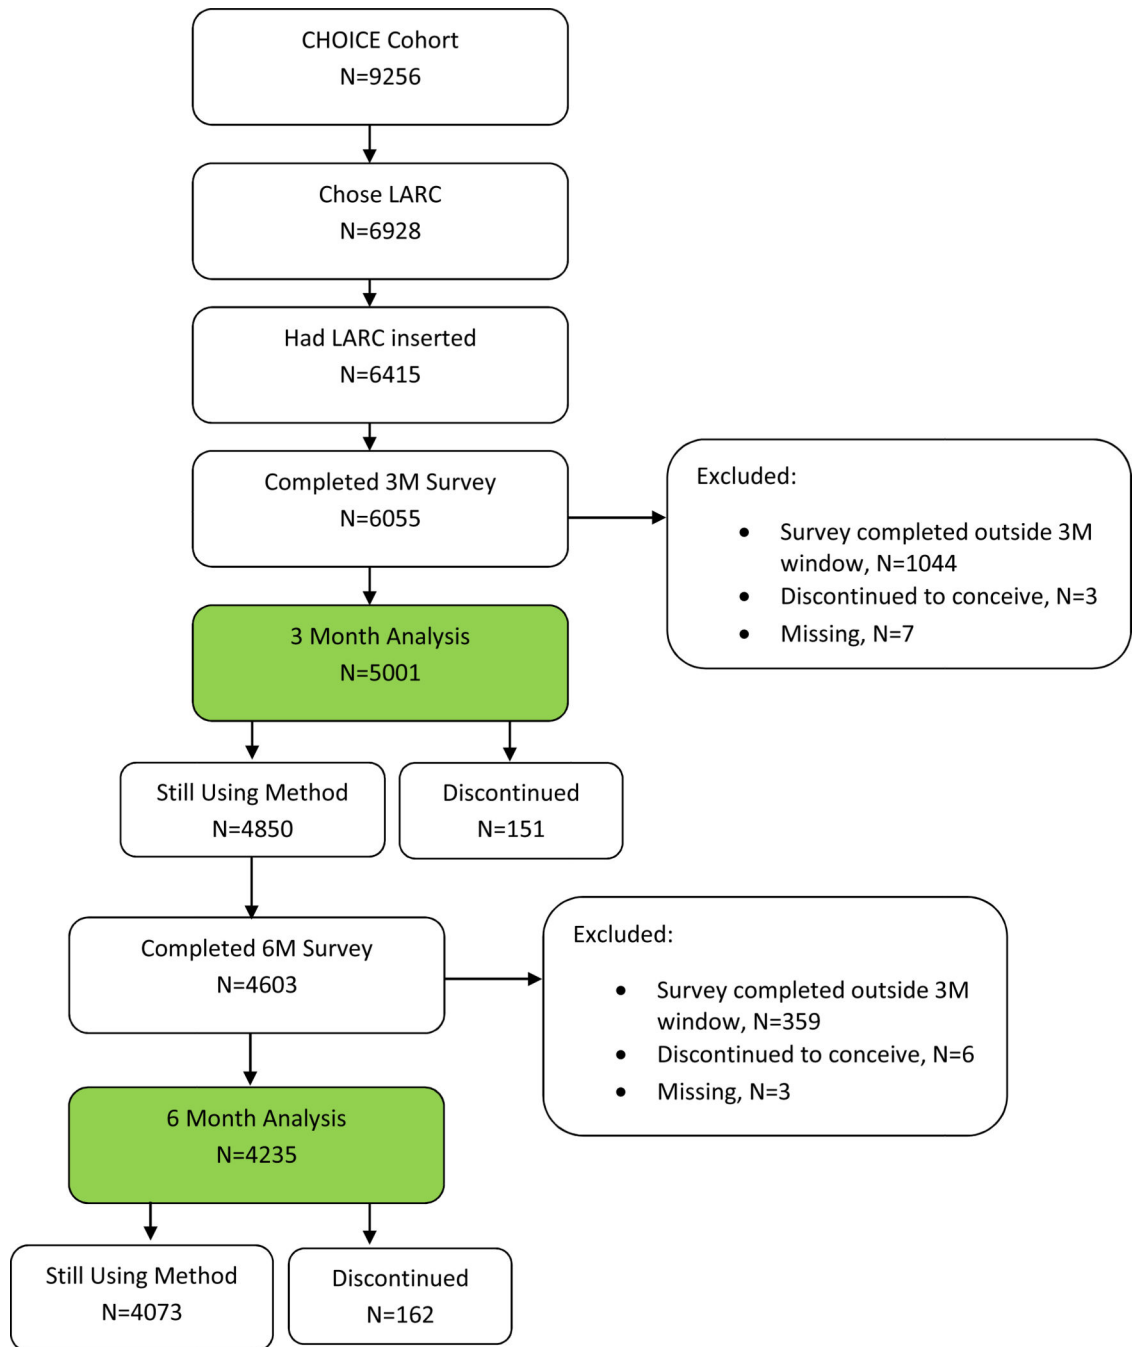 CHOICE Cohort
N=9256
Chose LARC
N=6928
Had LARC inserted
N=6415
Completed 3M Survey
N=6055
Excluded:
• Survey completed outside 3M
window, N=1044
• Discontinued to conceive, N=3
• Missing, N=7
3 Month Analysis
N=5001
Still Using Method
N=4850
Discontinued
N=151
Completed 6M Survey
N=4603
Excluded:
• Survey completed outside 3M
window, N=359
• Discontinued to conceive, N=6
• Missing, N=3
6 Month Analysis
N=4235
Still Using Method
N=4073
Discontinued
N=162